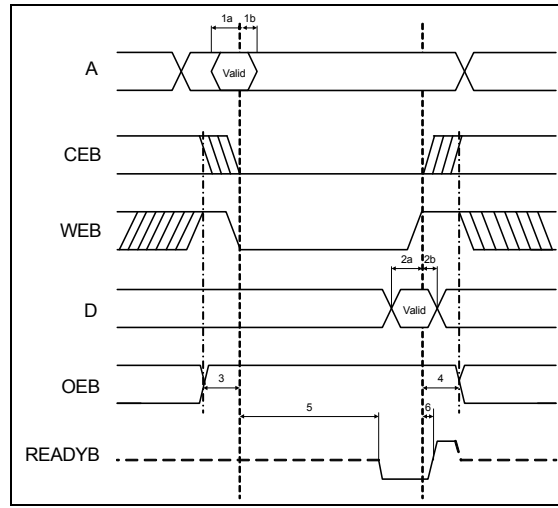 1a 1b
A Valid
CEB
WEB
2a 2b
D Valid
OEB 3 4
5 6
READYB